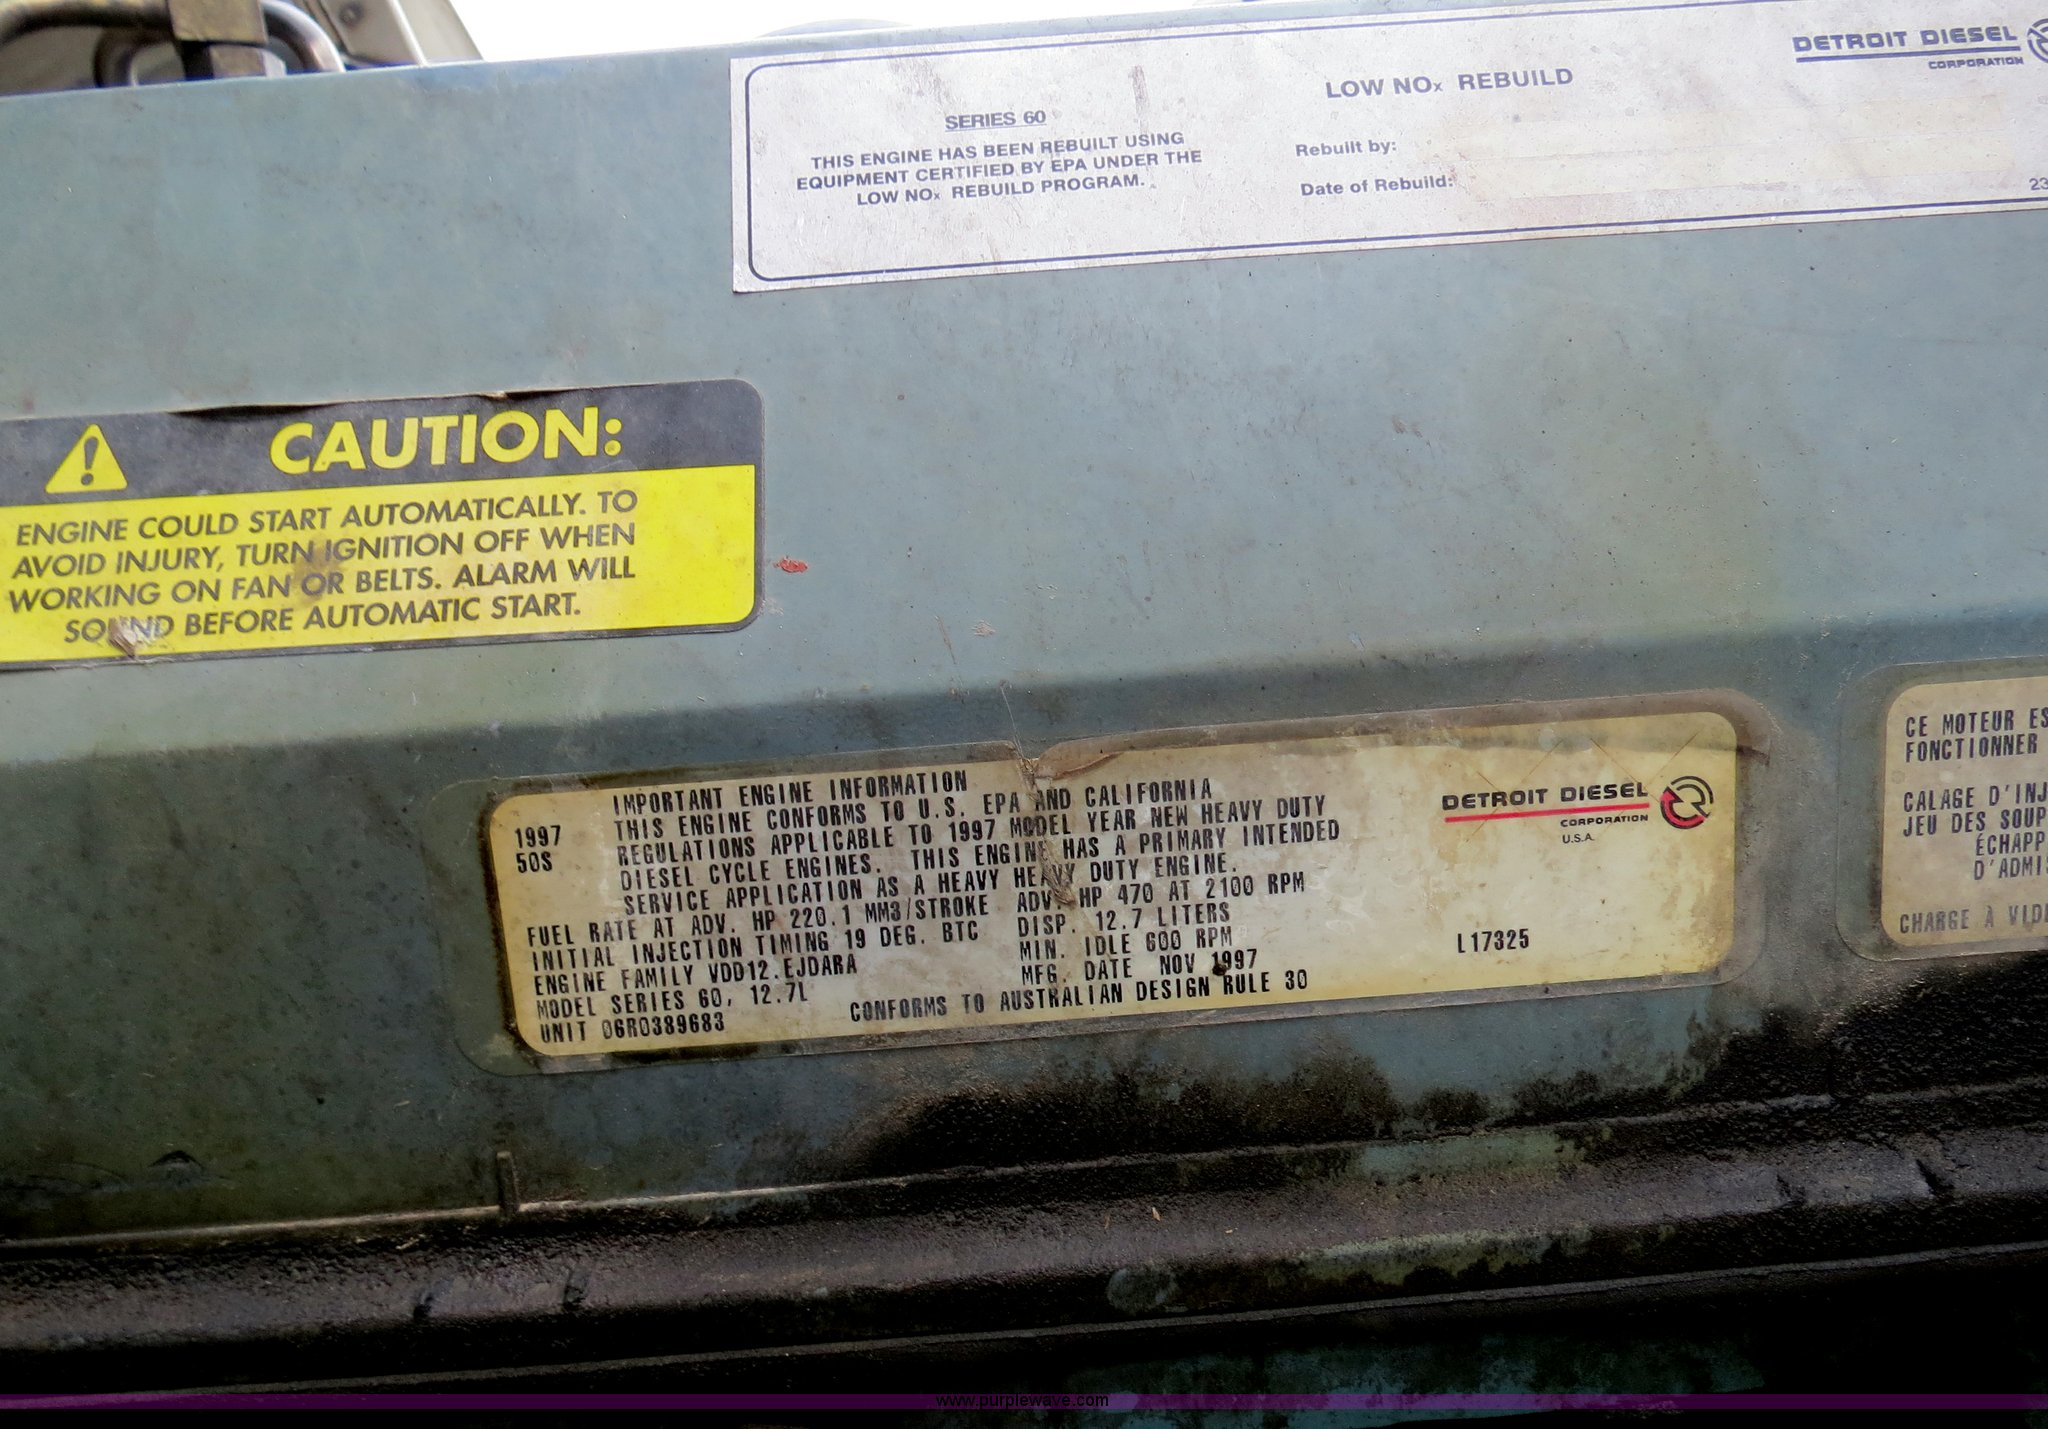 DETROIT DIESEL
CORPORATION
LOW NOx REBUILD
SERIES 60
THIS ENGINE HAS BEEN REBUILT USING
EQUIPMENT CERTIFIED BY EPA UNDER THE
LOW NOx REBUILD PROGRAM.
Rebuilt by:
Date of Rebuild:
23
CAUTION:
ENGINE COULD START AUTOMATICALLY. TO
AVOID INJURY, TURN IGNITION OFF WHEN
WORKING ON FAN OR BELTS. ALARM WILL
SOUND BEFORE AUTOMATIC START.
IMPORTANT ENGINE INFORMATION
1997 THIS ENGINE CONFORMS TO U.S. EPA AND CALIFORNIA
50S REGULATIONS APPLICABLE TO 1997 MODEL YEAR NEW HEAVY DUTY
DIESEL CYCLE ENGINES. THIS ENGINE HAS A PRIMARY INTENDED
SERVICE APPLICATION AS A HEAVY HEAVY DUTY ENGINE.
FUEL RATE AT ADV. HP 220.1 MM3/STROKE ADV. HP 470 AT 2100 RPM
INITIAL INJECTION TIMING 19 DEG. BTC DISP. 12.7 LITERS
ENGINE FAMILY VDD12.EJDARA MIN. IDLE 600 RPM
MODEL SERIES 60, 12.7L MFG. DATE NOV 1997
UNIT 06R0389683 CONFORMS TO AUSTRALIAN DESIGN RULE 30
DETROIT DIESEL
CORPORATION
U.S.A.
L17325
CE MOTEUR ES
FONCTIONNER
CALAGE D'INJ
JEU DES SOUP
ÉCHAPP
D'ADMIS
CHARGE À VIDE
www.purplewave.com